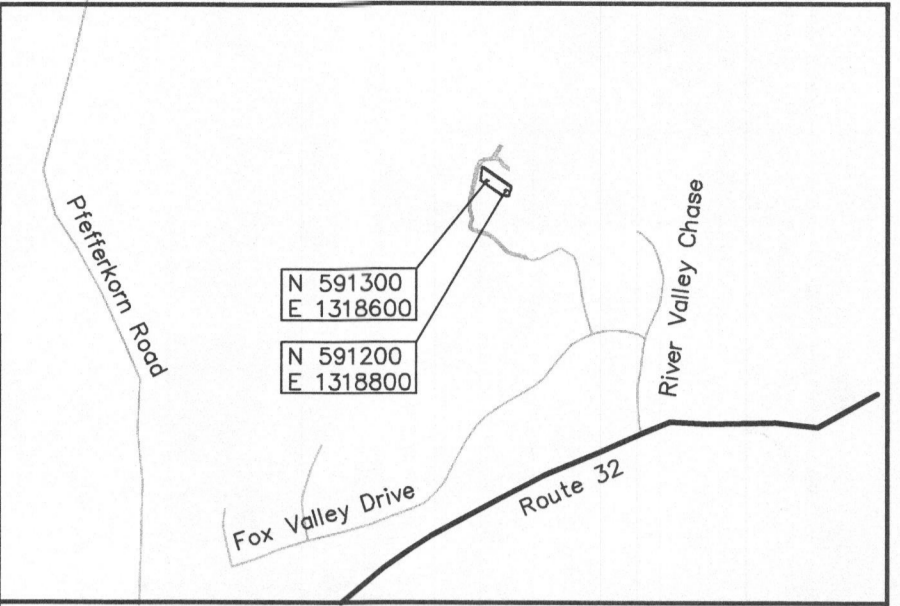 Pfefferkorn Road
River Valley Chase
N 591300
E 1318600
N 591200
E 1318800
Route 32
Fox Valley Drive